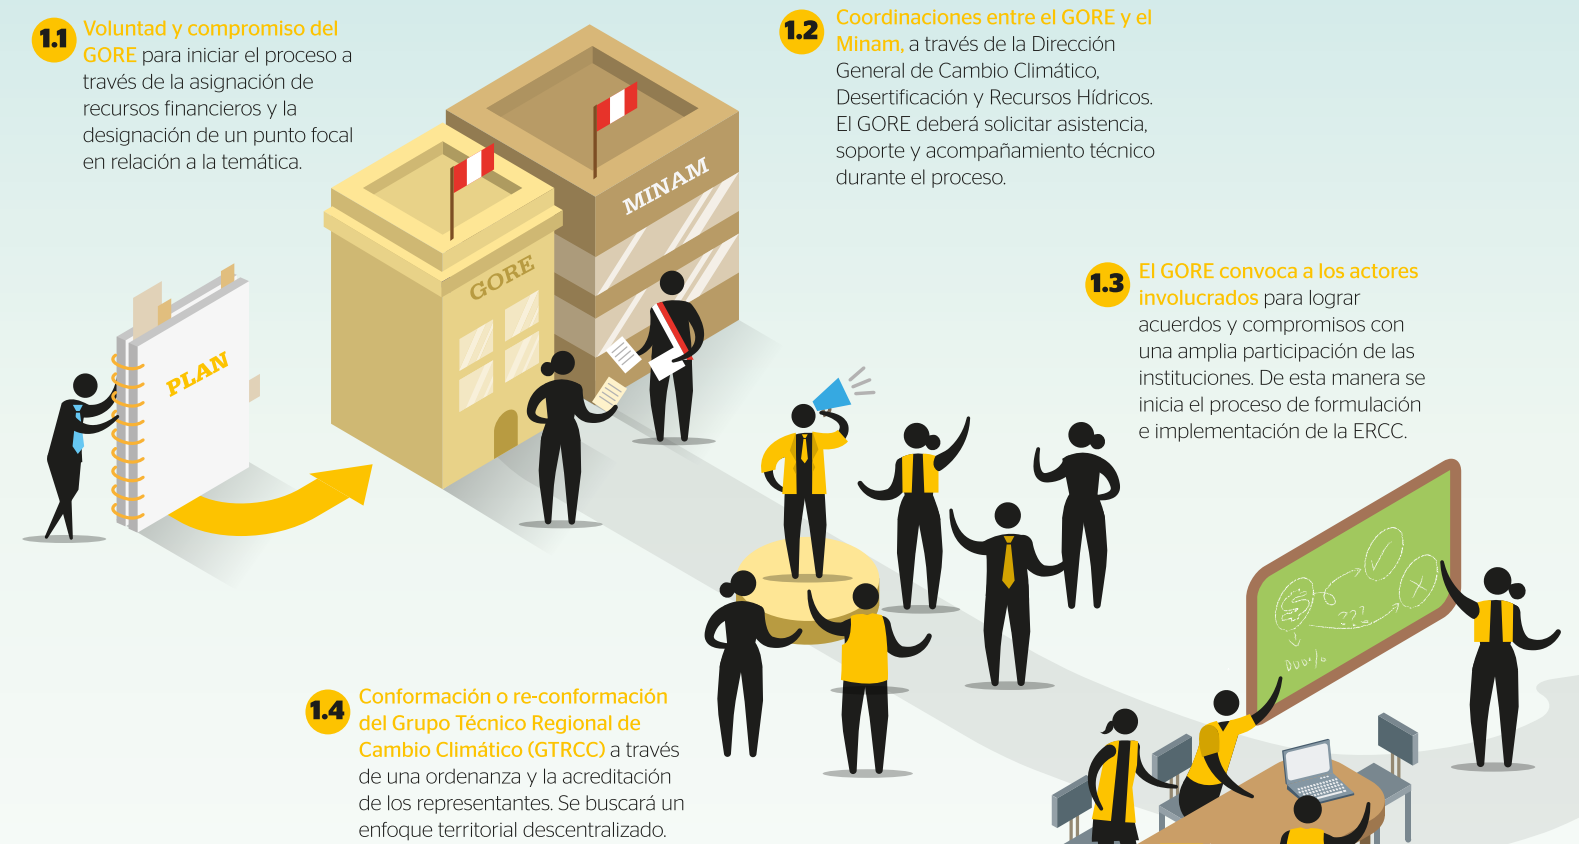 1.1
Voluntad y compromiso del
GORE para iniciar el proceso a
través de la asignación de
recursos financieros y la
designación de un punto focal
en relación a la temática.
1.2
Coordinaciones entre el GORE y el
Minam, a través de la Dirección
General de Cambio Climático,
Desertificación y Recursos Hídricos.
El GORE deberá solicitar asistencia,
soporte y acompañamiento técnico
durante el proceso.
MINAM
GORE
PLAN
1.3
El GORE convoca a los actores
involucrados para lograr
acuerdos y compromisos con
una amplia participación de las
instituciones. De esta manera se
inicia el proceso de formulación
e implementación de la ERCC.
???
1.4
Conformación o re-conformación
del Grupo Técnico Regional de
Cambio Climático (GTRCC) a través
de una ordenanza y la acreditación
de los representantes. Se buscará un
enfoque territorial descentralizado.